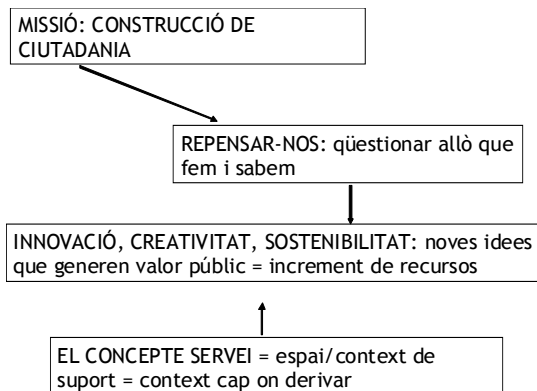 MISSIÓ: CONSTRUCCIÓ DE
CIUTADANIA
REPENSAR-NOS: qüestionar allò que
fem i sabem
INNOVACIÓ, CREATIVITAT, SOSTENIBILITAT: noves idees
que generen valor públic = increment de recursos
EL CONCEPTE SERVEI = espai/context de
suport = context cap on derivar